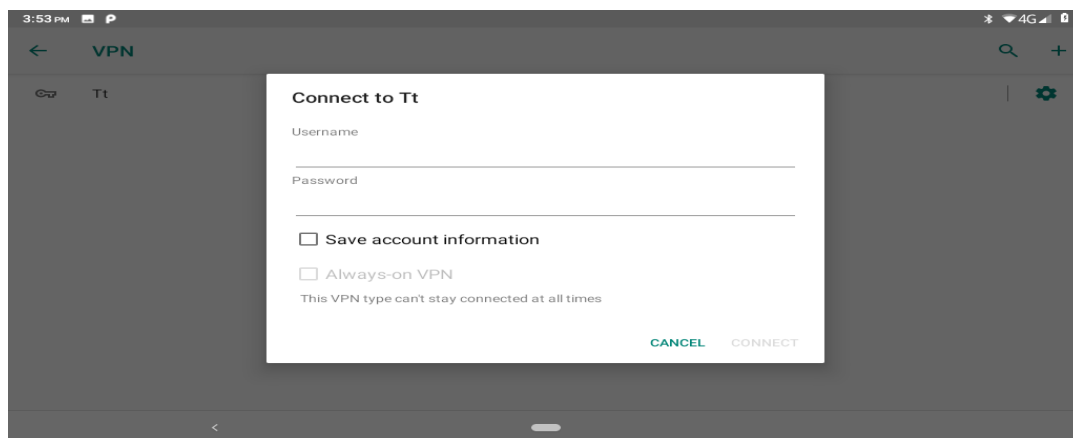 3:53 PM
4G
VPN
Tt
Connect to Tt
Username
Password
Save account information
Always-on VPN
This VPN type can't stay connected at all times
CANCEL CONNECT